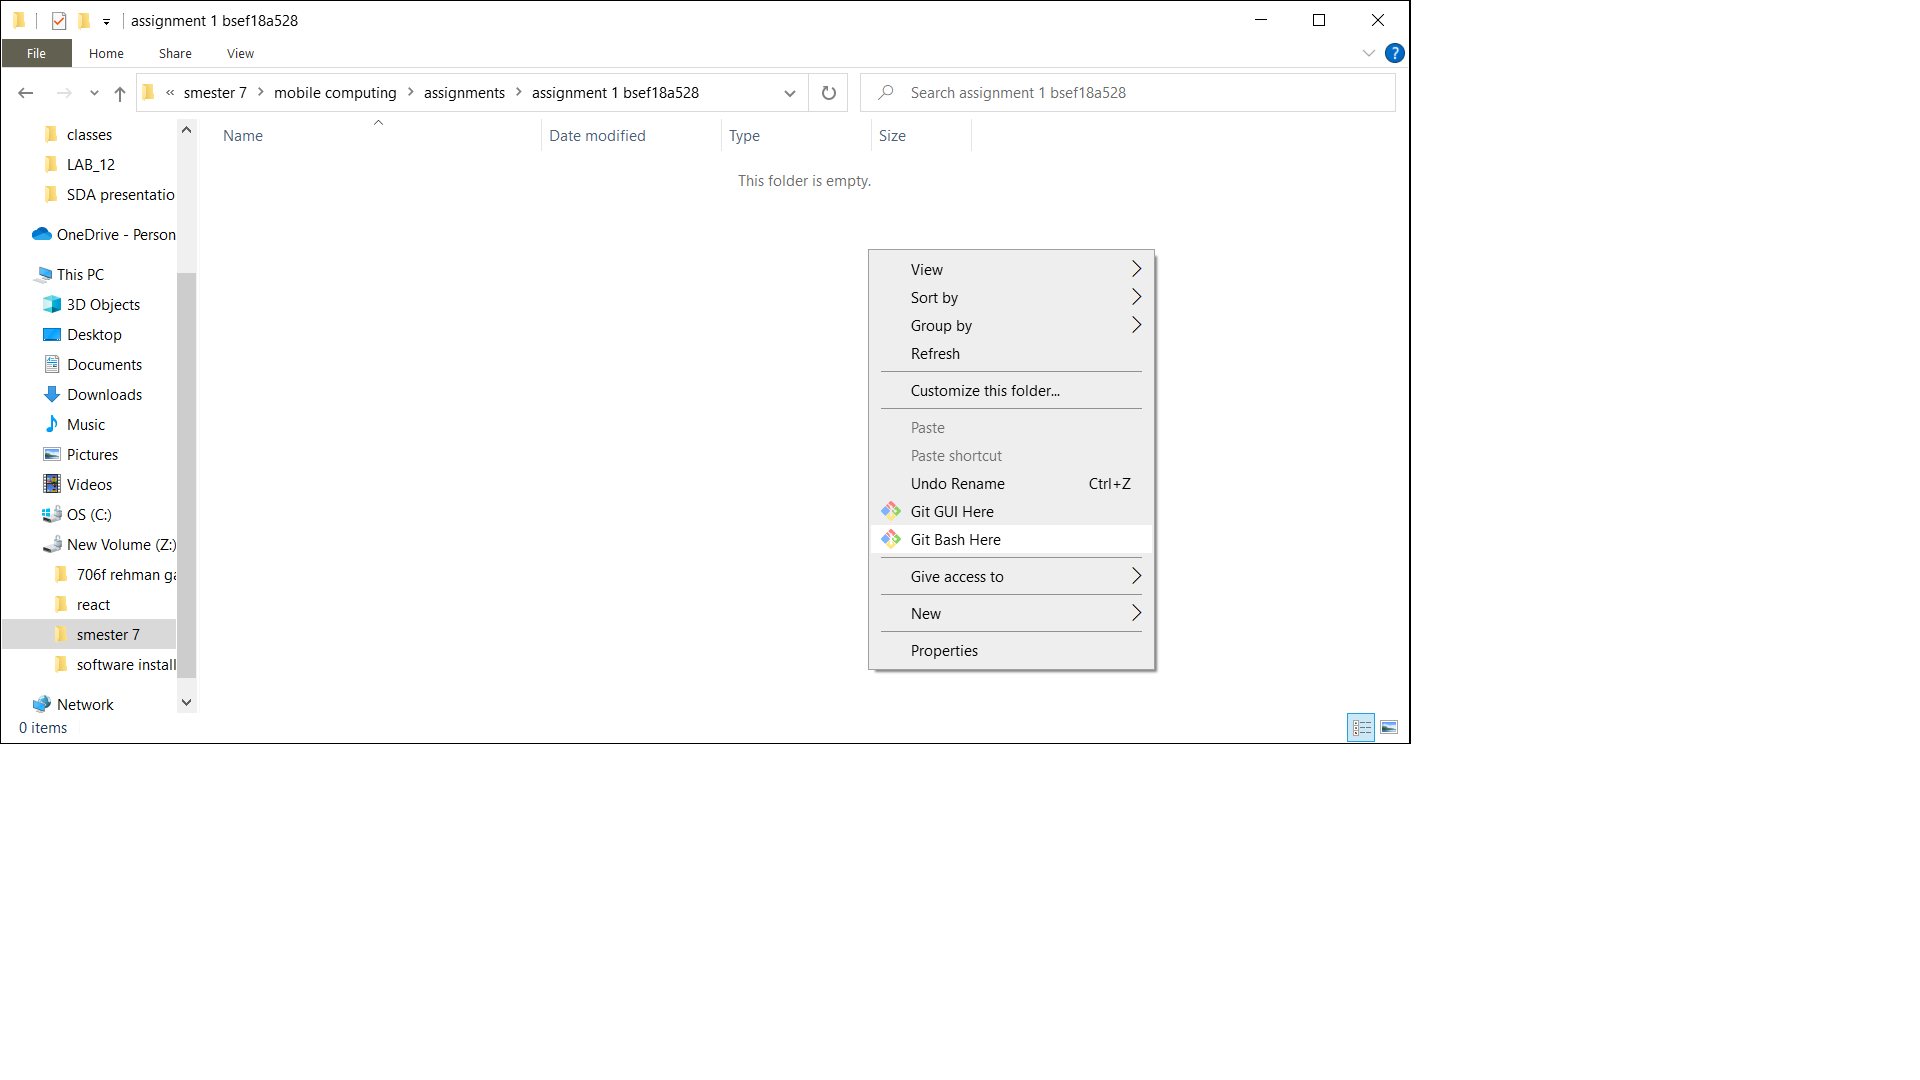 assignment 1 bsef18a528
File Home Share View
« smester 7 > mobile computing > assignments > assignment 1 bsef18a528
Search assignment 1 bsef18a528
classes
LAB_12
SDA presentatio
OneDrive - Person
This PC
3D Objects
Desktop
Documents
Downloads
Music
Pictures
Videos
OS (C:)
New Volume (Z:)
706f rehman ga
react
smester 7
software install
Network
Name Date modified Type Size
This folder is empty.
View
Sort by
Group by
Refresh
Customize this folder...
Paste
Paste shortcut
Undo Rename Ctrl+Z
Git GUI Here
Git Bash Here
Give access to
New
Properties
0 items